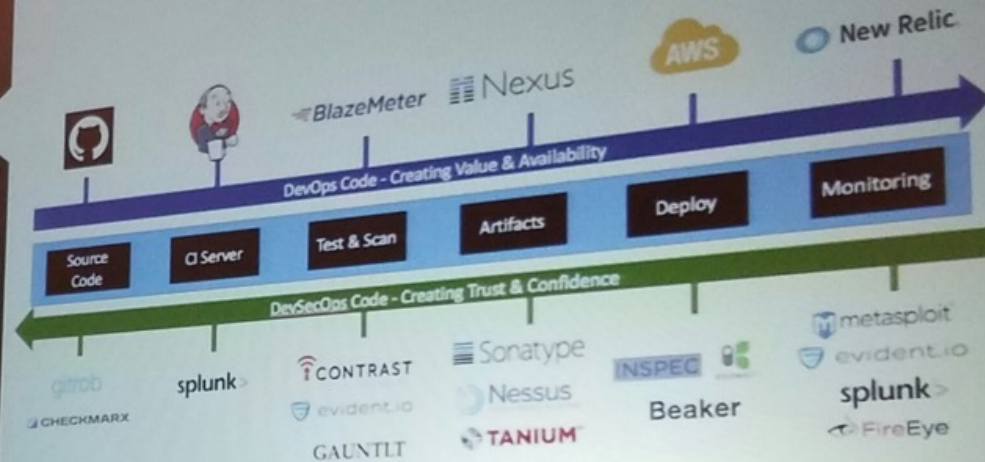 AWS
New Relic
BlazeMeter
Nexus
DevOps Code - Creating Value & Availability
Source
Code
CI Server
Test & Scan
Artifacts
Deploy
Monitoring
DevSecOps Code - Creating Trust & Confidence
gitrob
CHECKMARX
splunk>
CONTRAST
evident.io
GAUNTLT
Sonatype
Nessus
TANIUM
INSPEC
Beaker
metasploit
evident.io
splunk>
FireEye